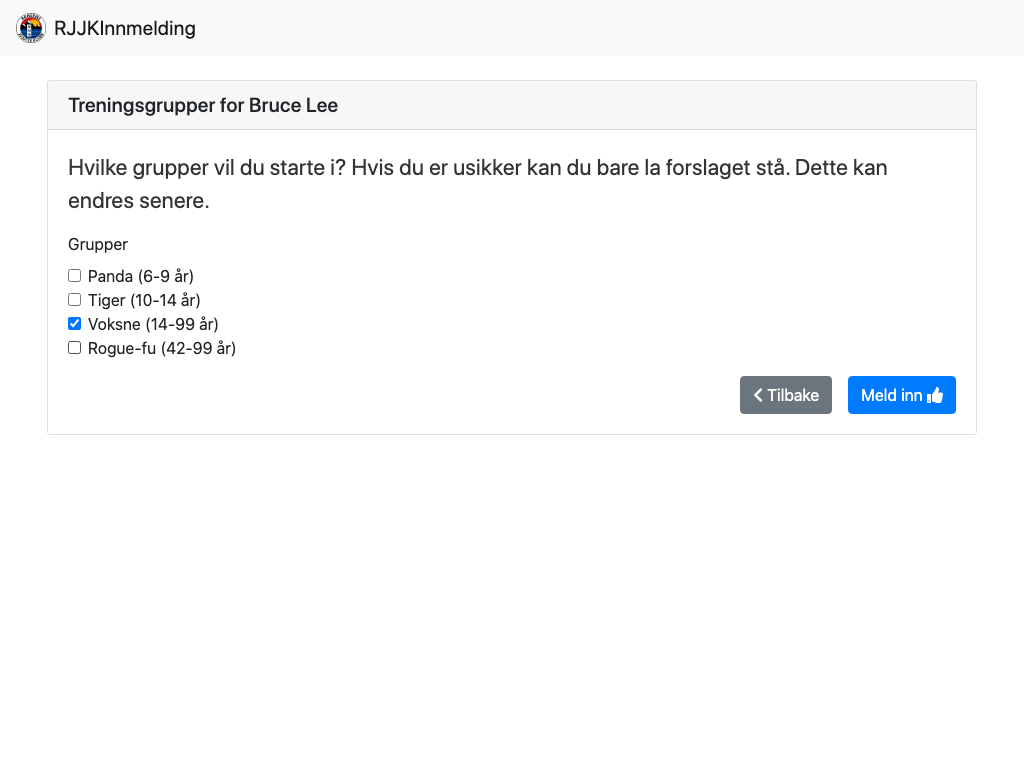 RJJKInnmelding
Treningsgrupper for Bruce Lee
Hvilke grupper vil du starte i? Hvis du er usikker kan du bare la forslaget stå. Dette kan
endres senere.
Grupper
Panda (6-9 år)
Tiger (10-14 år)
Voksne (14-99 år)
Rogue-fu (42-99 år)
Tilbake Meld inn